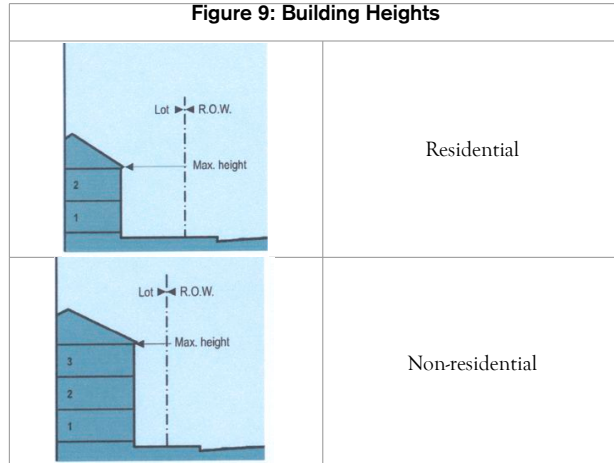 Figure 9: Building Heights
Lot R.O.W.
Max. height
2
1
Residential
Lot R.O.W.
Max. height
3
2
1
Non-residential